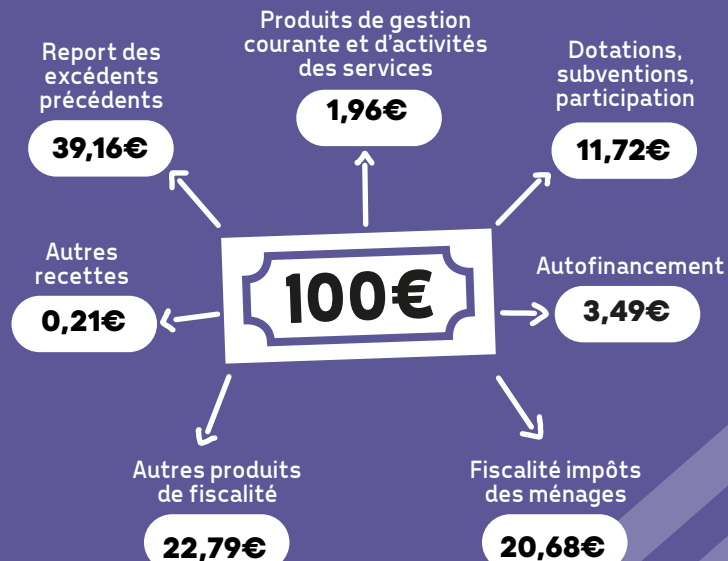 Report des
excédents
précédents
39,16€
Produits de gestion
courante et d'activités
des services
1,96€
Dotations,
subventions,
participation
11,72€
Autres
recettes
0,21€
100€
Autofinancement
3,49€
Autres produits
de fiscalité
22,79€
Fiscalité impôts
des ménages
20,68€